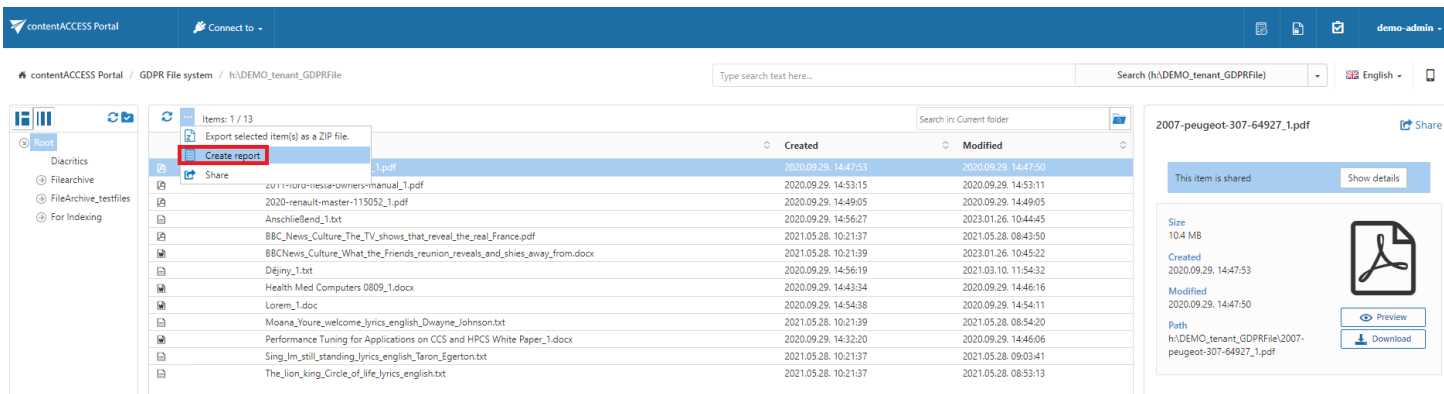 contentACCESS Portal
Connect to
demo-admin
contentACCESS Portal / GDPR File system / h:\DEMO_tenant_GDPRFile
Type search text here...
Search (h:\DEMO_tenant_GDPRFile)
English
Items: 1 / 13
Search in: Current folder
2007-peugeot-307-64927_1.pdf
Share
Root
Diacritics
Filearchive
FileArchive_testfiles
For Indexing
Export selected item(s) as a ZIP file.
Create report
Share
Created Modified
_1.pdf 2020.09.29. 14:47:53 2020.09.29. 14:47:50
2011-ford-fiesta-owners-manual_1.pdf 2020.09.29. 14:53:15 2020.09.29. 14:53:11
2020-renault-master-115052_1.pdf 2020.09.29. 14:49:05 2020.09.29. 14:49:05
Anschließend_1.txt 2020.09.29. 14:56:27 2023.01.26. 10:44:45
BBC_News_Culture_The_TV_shows_that_reveal_the_real_France.pdf 2021.05.28. 10:21:37 2021.05.28. 08:43:50
BBCNews_Culture_What_the_Friends_reunion_reveals_and_shies_away_from.docx 2021.05.28. 10:21:39 2023.01.26. 10:45:22
Dějiny_1.txt 2020.09.29. 14:56:19 2021.03.10. 11:54:32
Health Med Computers 0809_1.docx 2020.09.29. 14:43:34 2020.09.29. 14:46:16
Lorem_1.doc 2020.09.29. 14:54:38 2020.09.29. 14:54:11
Moana_Youre_welcome_lyrics_english_Dwayne_Johnson.txt 2021.05.28. 10:21:39 2021.05.28. 08:54:20
Performance Tuning for Applications on CCS and HPCS White Paper_1.docx 2020.09.29. 14:32:20 2020.09.29. 14:46:06
Sing_Im_still_standing_lyrics_english_Taron_Egerton.txt 2021.05.28. 10:21:37 2021.05.28. 09:03:41
The_lion_king_Circle_of_life_lyrics_english.txt 2021.05.28. 10:21:37 2021.05.28. 08:53:13
This item is shared
Show details
Size
10.4 MB
Created
2020.09.29. 14:47:53
Modified
2020.09.29. 14:47:50
Path
h:\DEMO_tenant_GDPRFile\2007-
peugeot-307-64927_1.pdf
Preview
Download